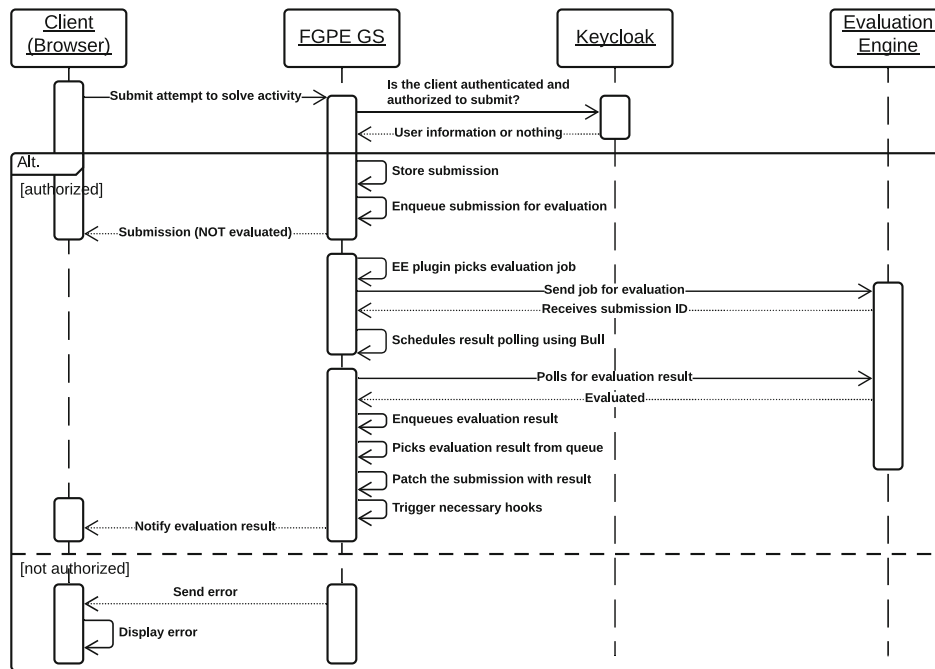 Client
(Browser)
FGPE GS
Keycloak
Evaluation
Engine
Submit attempt to solve activity
Is the client authenticated and
authorized to submit?
User information or nothing
Alt.
[authorized]
Store submission
Enqueue submission for evaluation
Submission (NOT evaluated)
EE plugin picks evaluation job
Send job for evaluation
Receives submission ID
Schedules result polling using Bull
Polls for evaluation result
Evaluated
Enqueues evaluation result
Picks evaluation result from queue
Patch the submission with result
Trigger necessary hooks
Notify evaluation result
[not authorized]
Send error
Display error